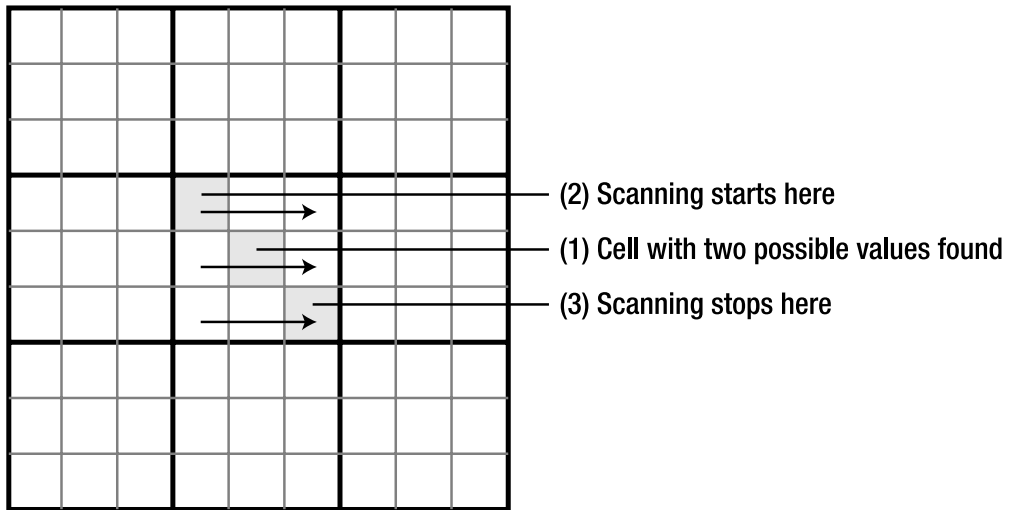 (2) Scanning starts here
(1) Cell with two possible values found
(3) Scanning stops here